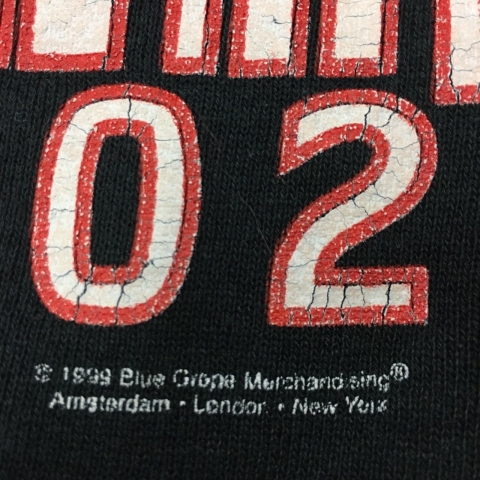 02
© 1999 Blue Grape Merchandising®
Amsterdam • London • New York